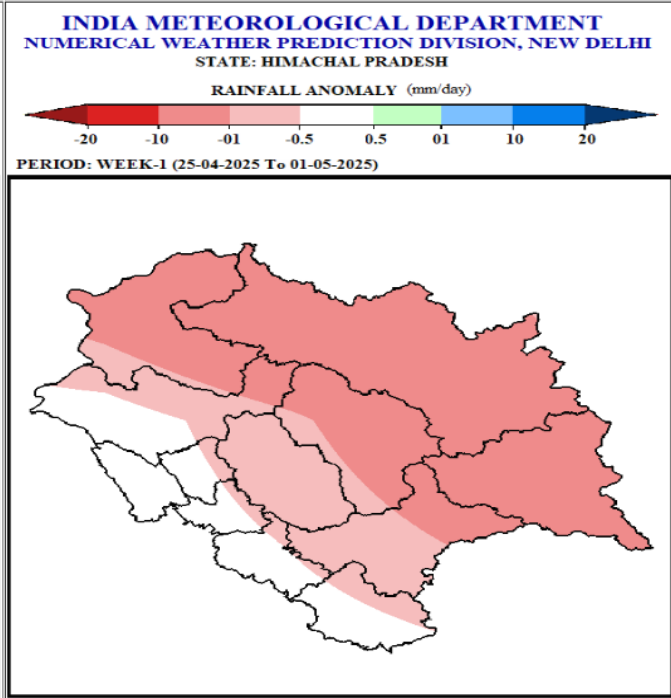 INDIA METEOROLOGICAL DEPARTMENT
NUMERICAL WEATHER PREDICTION DIVISION, NEW DELHI
STATE: HIMACHAL PRADESH
RAINFALL ANOMALY (mm/day)
-20 -10 -01 -0.5 0.5 01 10 20
PERIOD: WEEK-1 (25-04-2025 To 01-05-2025)